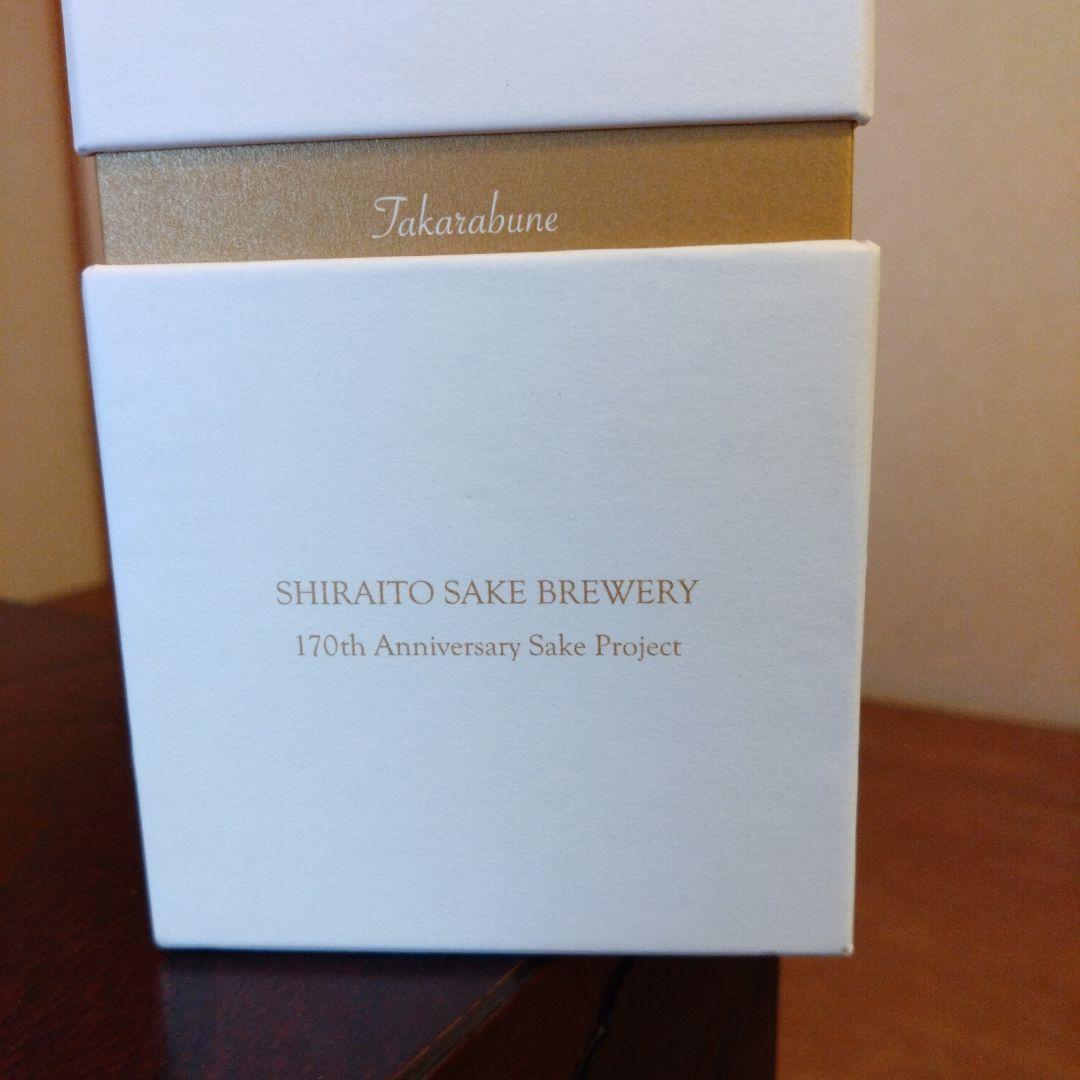 Takarabune
SHIRAITO SAKE BREWERY
170th Anniversary Sake Project